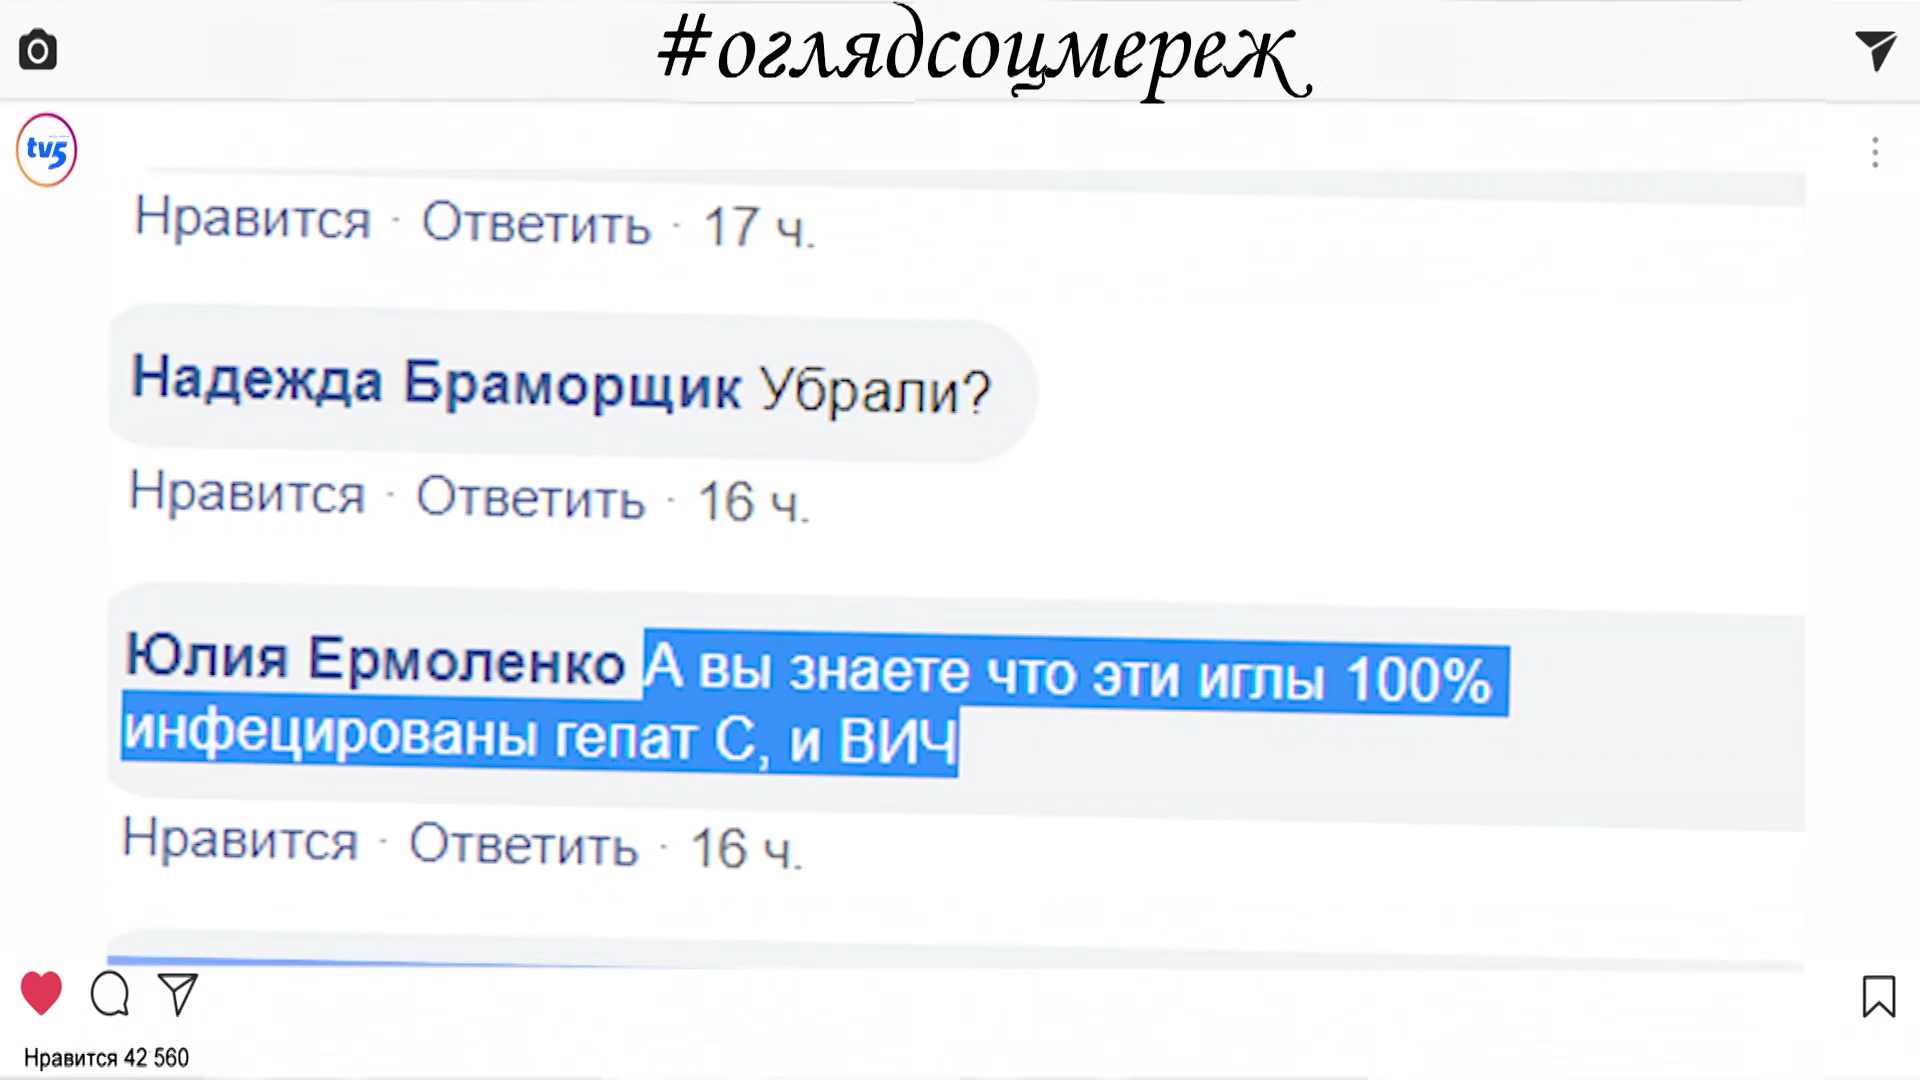 #оглядсоцмереж
tv5
Нравится · Ответить · 17 ч.
Надежда Браморщик Убрали?
Нравится · Ответить · 16 ч.
Юлия Ермоленко А вы знаете что эти иглы 100%
инфецированы гепат С, и ВИЧ
Нравится · Ответить · 16 ч.
Нравится 42 560